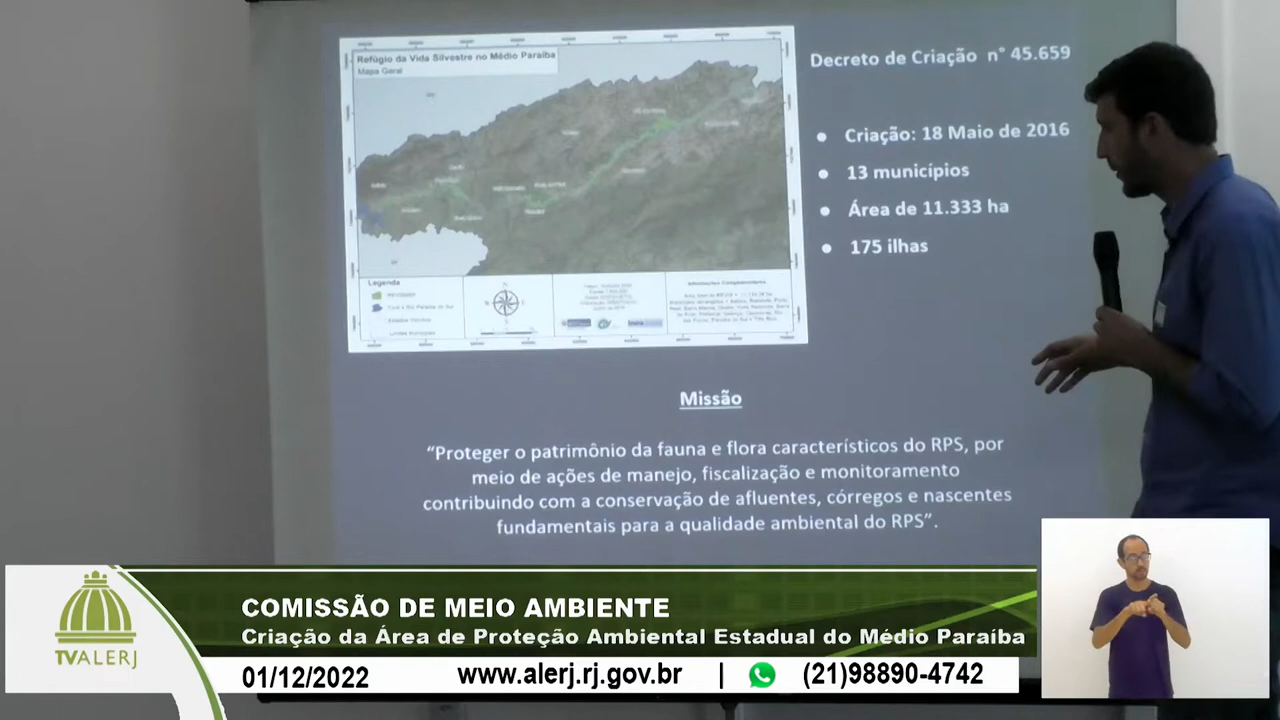 Refúgio da Vida Silvestre no Médio Paraíba
Mapa Geral
Decreto de Criação n° 45.659
• Criação: 18 Maio de 2016
• 13 municípios
• Área de 11.333 ha
• 175 ilhas
Legenda
Informações Complementares
Missão
“Proteger o patrimônio da fauna e flora característicos do RPS, por
meio de ações de manejo, fiscalização e monitoramento
contribuindo com a conservação de afluentes, córregos e nascentes
fundamentais para a qualidade ambiental do RPS”.
COMISSÃO DE MEIO AMBIENTE
Criação da Área de Proteção Ambiental Estadual do Médio Paraíba
TVALERJ
01/12/2022 www.alerj.rj.gov.br | (21)98890-4742